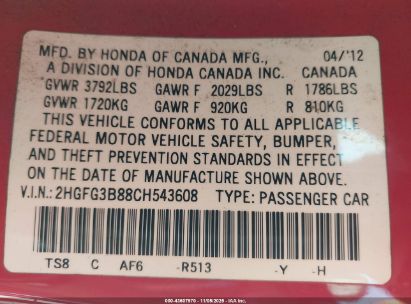 MFD. BY HONDA OF CANADA MFG., 04/'12
A DIVISION OF HONDA CANADA INC. CANADA
GVWR 3792LBS GAWR F 2029LBS R 1786LBS
GVWR 1720KG GAWR F 920KG R 810KG
THIS VEHICLE CONFORMS TO ALL APPLICABLE
FEDERAL MOTOR VEHICLE SAFETY, BUMPER,
AND THEFT PREVENTION STANDARDS IN EFFECT
ON THE DATE OF MANUFACTURE SHOWN ABOVE.
V.I.N.: 2HGFG3B88CH543608 TYPE: PASSENGER CAR
TS8 C AF6 -R513 -Y -H